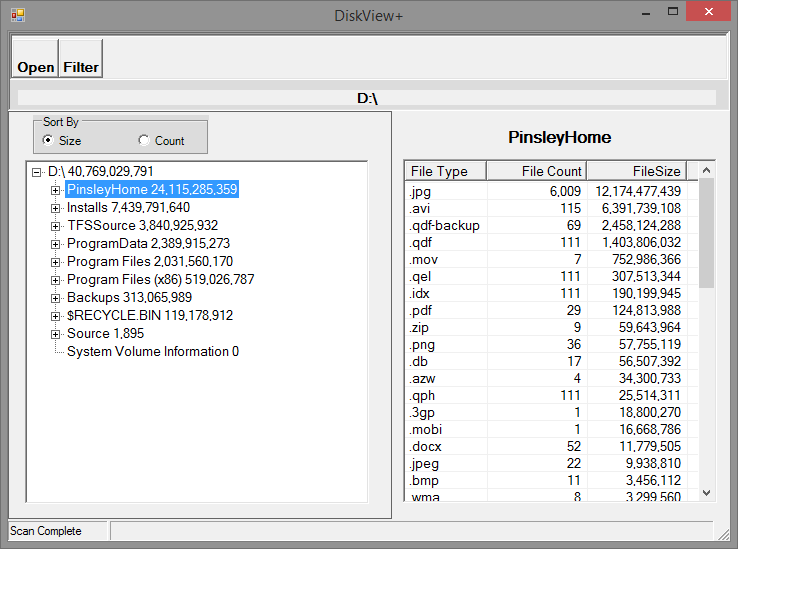 DiskView+
Open Filter
D:\
Sort By
Size Count
D:\ 40,769,029,791
PinsleyHome 24,115,285,359
Installs 7,439,791,640
TFSSource 3,840,925,932
ProgramData 2,389,915,273
Program Files 2,031,560,170
Program Files (x86) 519,026,787
Backups 313,065,989
$RECYCLE.BIN 119,178,912
Source 1,895
System Volume Information 0
PinsleyHome
File Type File Count FileSize
.jpg 6,009 12,174,477,439
.avi 115 6,391,739,108
.qdf-backup 69 2,458,124,288
.qdf 111 1,403,806,032
.mov 7 752,986,366
.qel 111 307,513,344
.idx 111 190,199,945
.pdf 29 124,813,988
.zip 9 59,643,964
.png 36 57,755,119
.db 17 56,507,392
.azw 4 34,300,733
.qph 111 25,514,311
.3gp 1 18,800,270
.mobi 1 16,668,786
.docx 52 11,779,505
.jpeg 22 9,938,810
.bmp 11 3,456,112
.wma 8 3,299,560
Scan Complete